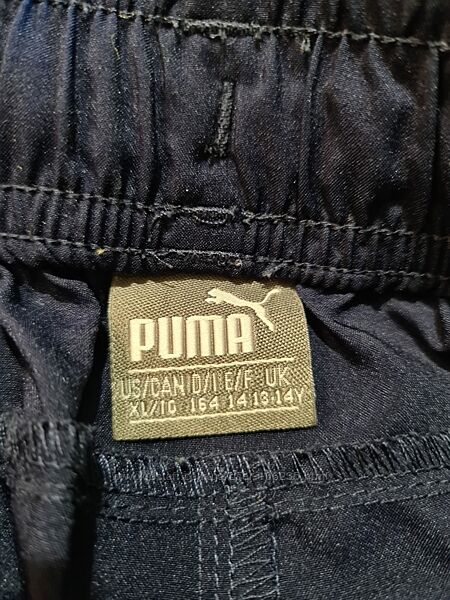 PUMA
US/CAN D/I E/F UK
XL/TG 164 14 13-14Y